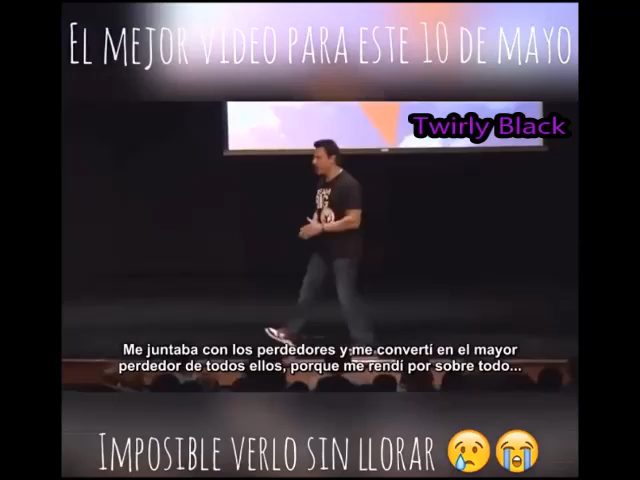 El mejor video para este 10 de mayo
Twirly Black
Me juntaba con los perdedores y me convertí en el mayor
perdedor de todos ellos, porque me rendí por sobre todo...
Imposible verlo sin llorar 😢😭